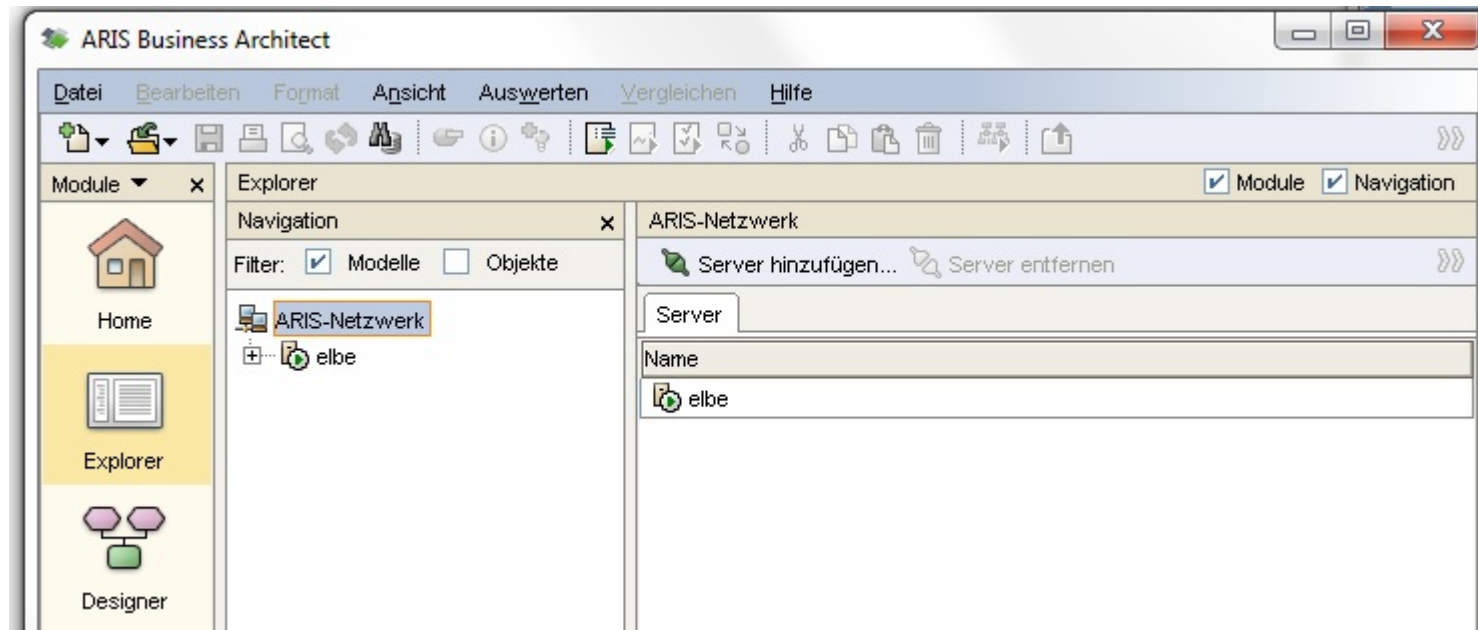 ARIS Business Architect
Datei Bearbeiten Format Ansicht Auswerten Vergleichen Hilfe
Module
Explorer
Module Navigation
Navigation
ARIS-Netzwerk
Filter: Modelle Objekte
Server hinzufügen... Server entfernen
Home
ARIS-Netzwerk
elbe
Server
Name
elbe
Explorer
Designer